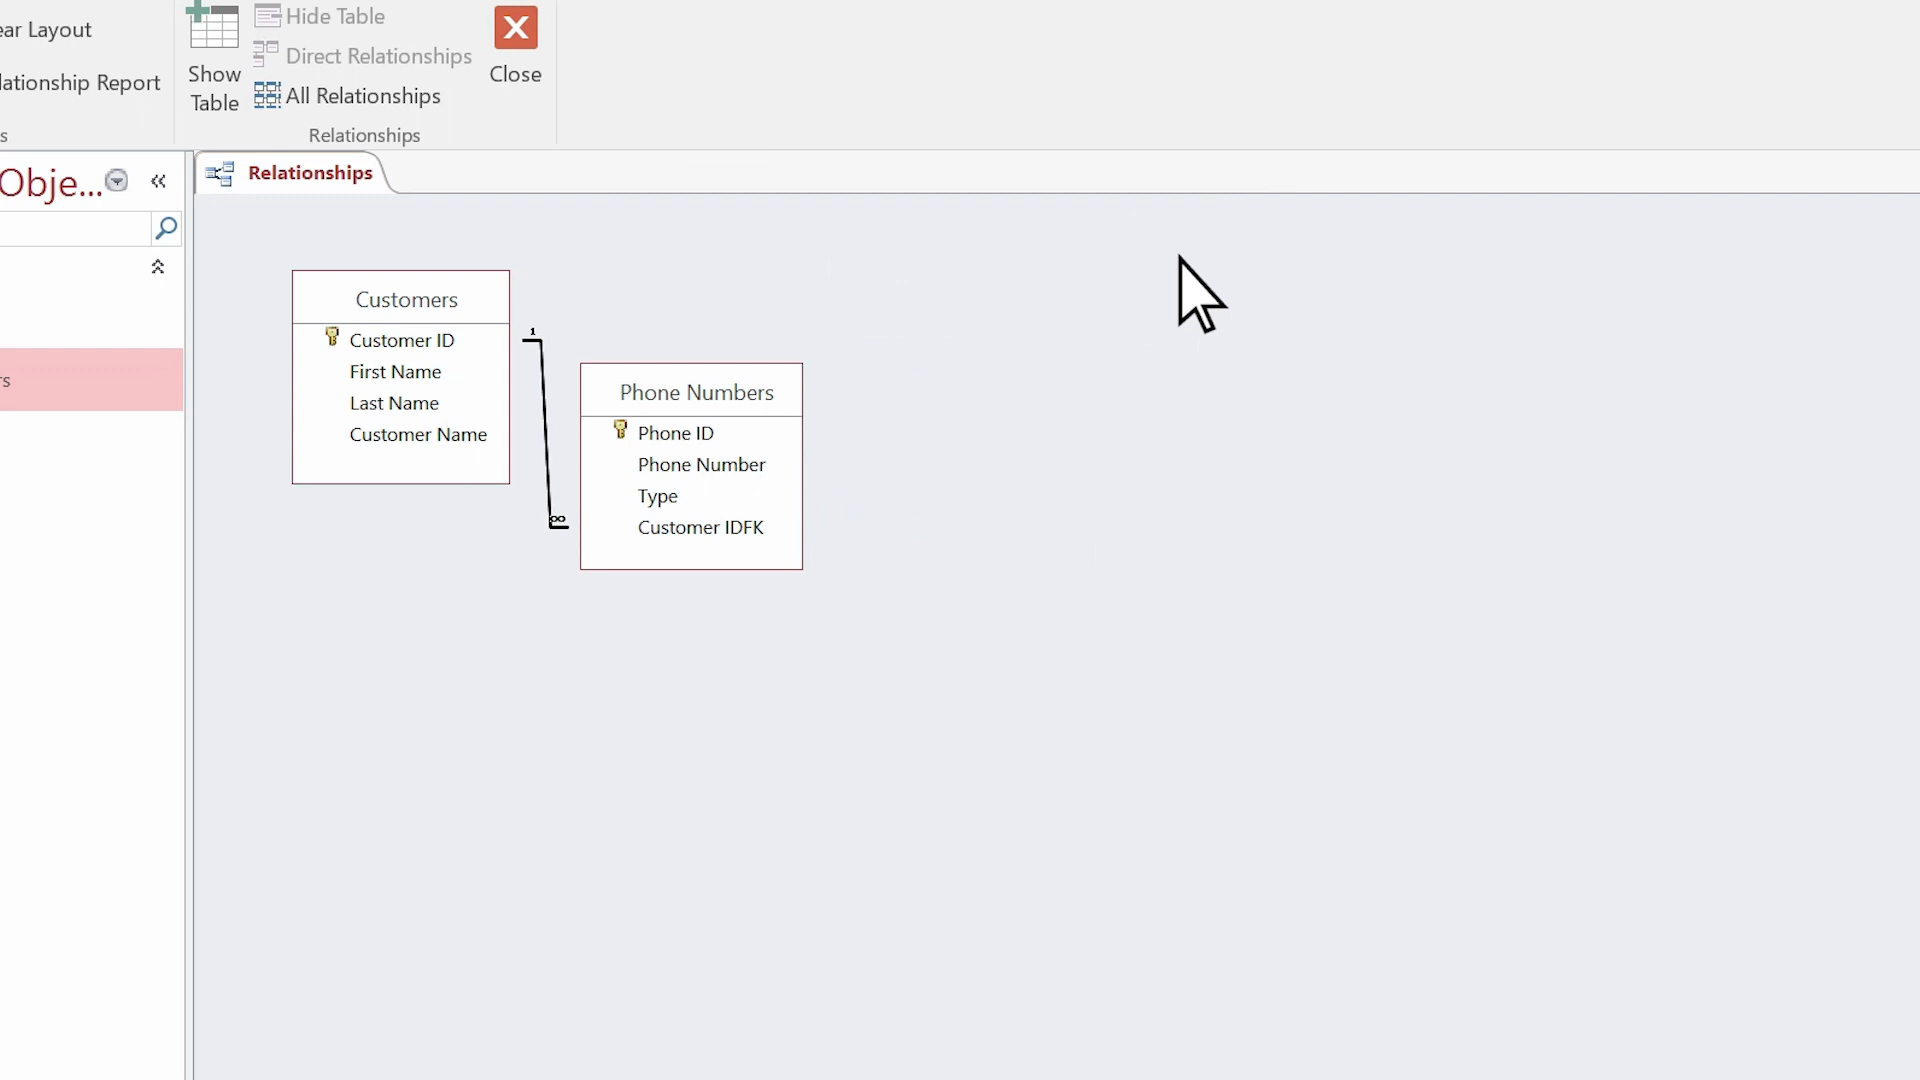 ear Layout
lationship Report
s
Show
Table
Hide Table
Direct Relationships
All Relationships
Close
Relationships
Obje...
rs
Relationships
Customers
Customer ID
First Name
Last Name
Customer Name
1
∞
Phone Numbers
Phone ID
Phone Number
Type
Customer IDFK